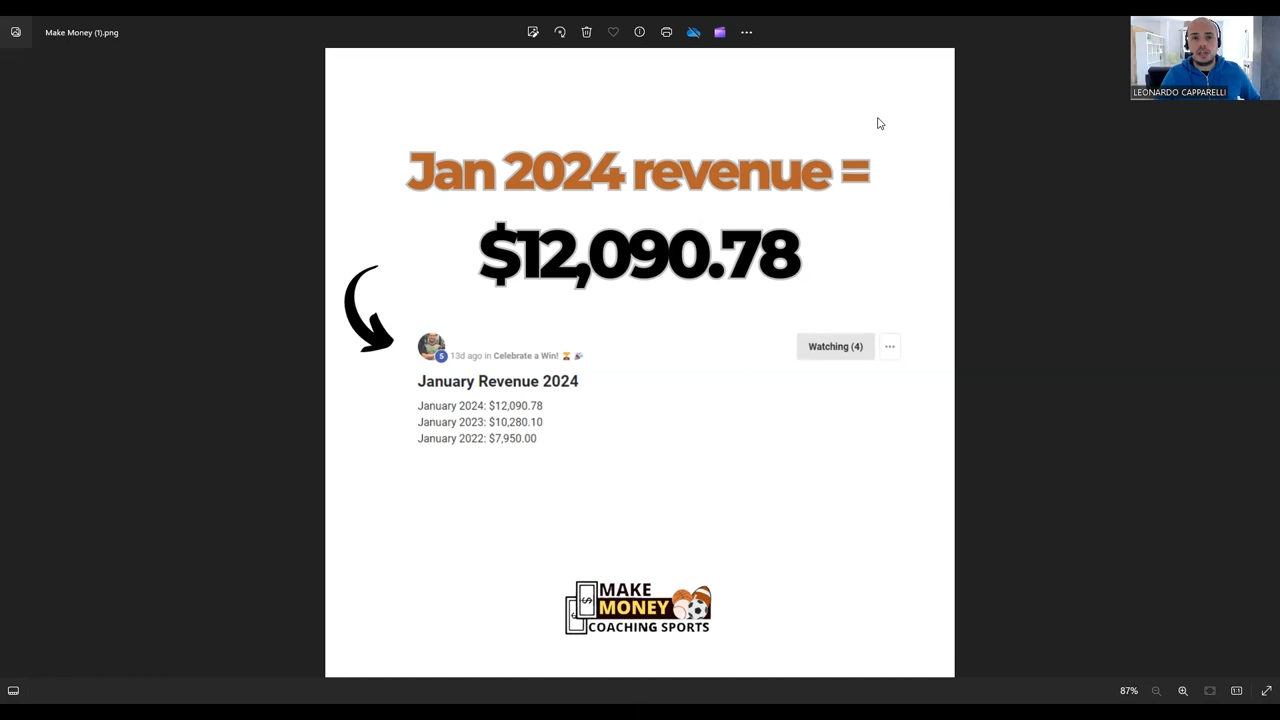 Make Money (1).png
LEONARDO CAPPARELLI
Jan 2024 revenue =
$12,090.78
5
13d ago in Celebrate a Win!
Watching (4)
January Revenue 2024
January 2024: $12,090.78
January 2023: $10,280.10
January 2022: $7,950.00
MAKE
MONEY
COACHING SPORTS
87%